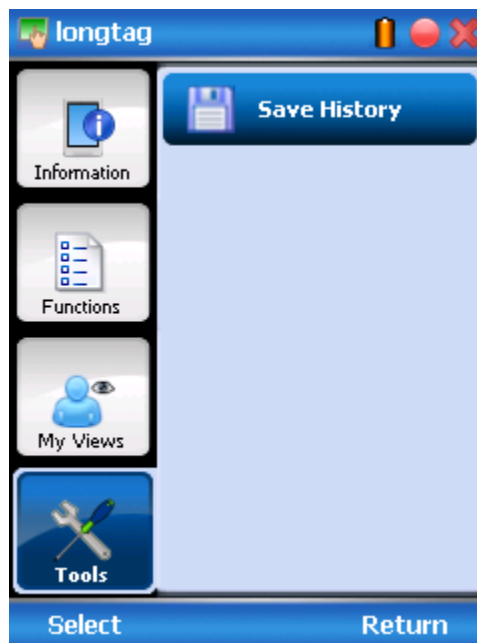 longtag
Save History
Information
Functions
My Views
Tools
Select Return